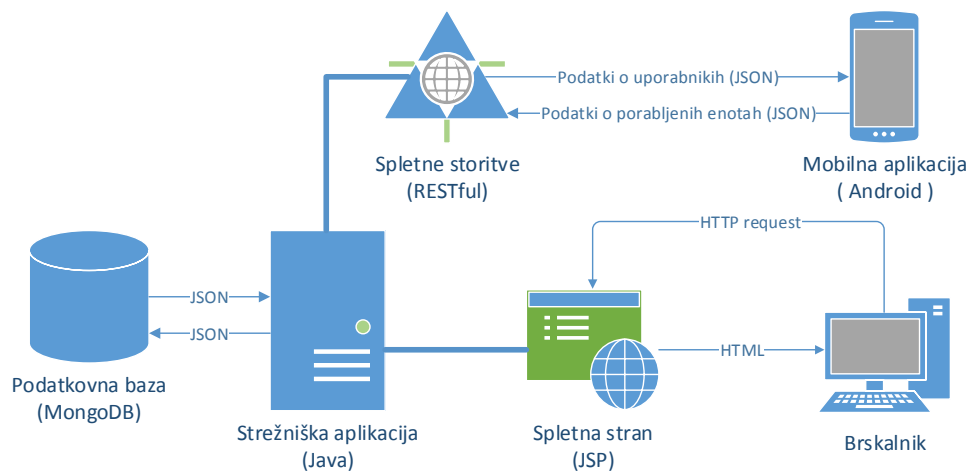 Podatki o uporabnikih (JSON)
Podatki o porabljenih enotah (JSON)
Spletne storitve
(RESTful)
Mobilna aplikacija
( Android )
HTTP request
JSON
JSON
HTML
Podatkovna baza
(MongoDB)
Strežniška aplikacija
(Java)
Spletna stran
(JSP)
Brskalnik